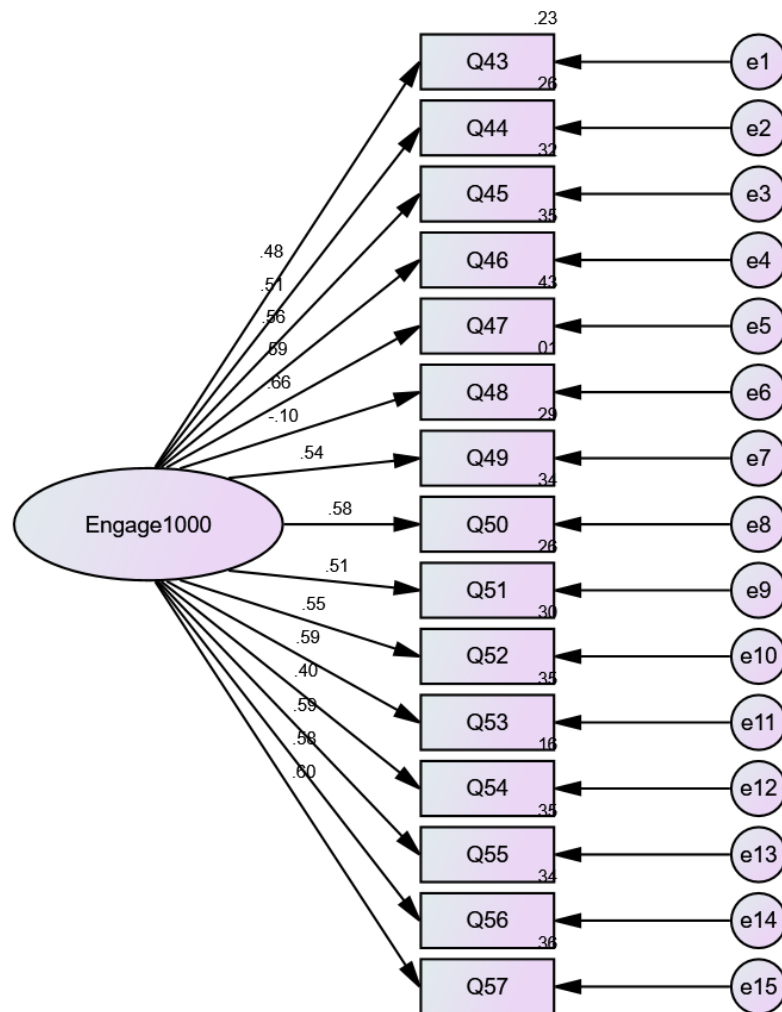 .23
Q43
e1
.26
Q44
e2
.32
Q45
e3
.35
.48
Q46
e4
.51
.43
.56
Q47
e5
.59
.01
.66
Q48
e6
-.10
.29
.54
Q49
e7
.34
Engage1000
.58
Q50
e8
.26
.51
Q51
e9
.30
.55
Q52
e10
.59
.35
.40
Q53
e11
.59
.16
.58
Q54
e12
.60
.35
Q55
e13
.34
Q56
e14
.36
Q57
e15